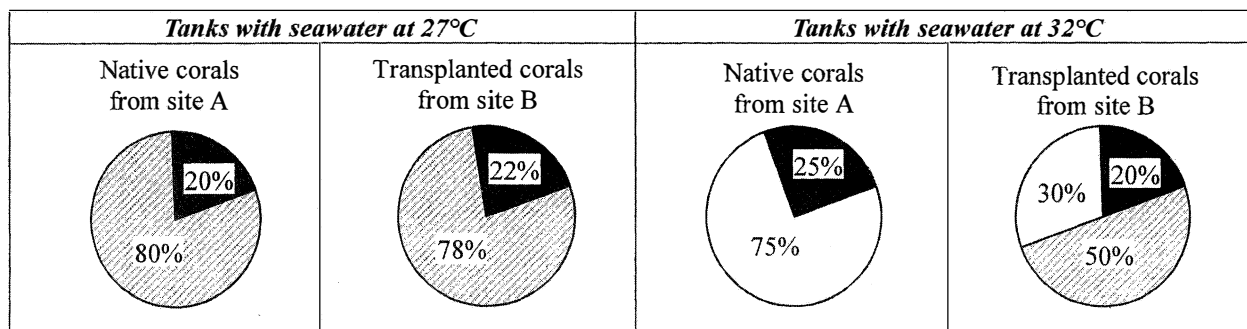 Tanks with seawater at 27°C
Tanks with seawater at 32°C
Native corals
from site A
Transplanted corals
from site B
Native corals
from site A
Transplanted corals
from site B
20%
80%
22%
78%
25%
75%
30%
20%
50%